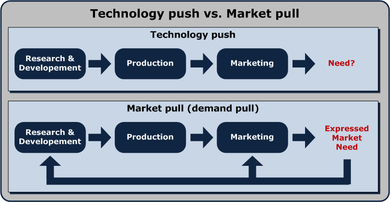 Technology push vs. Market pull
Technology push
Research &
Developement
Production
Marketing
Need?
Market pull (demand pull)
Research &
Developement
Production
Marketing
Expressed
Market
Need